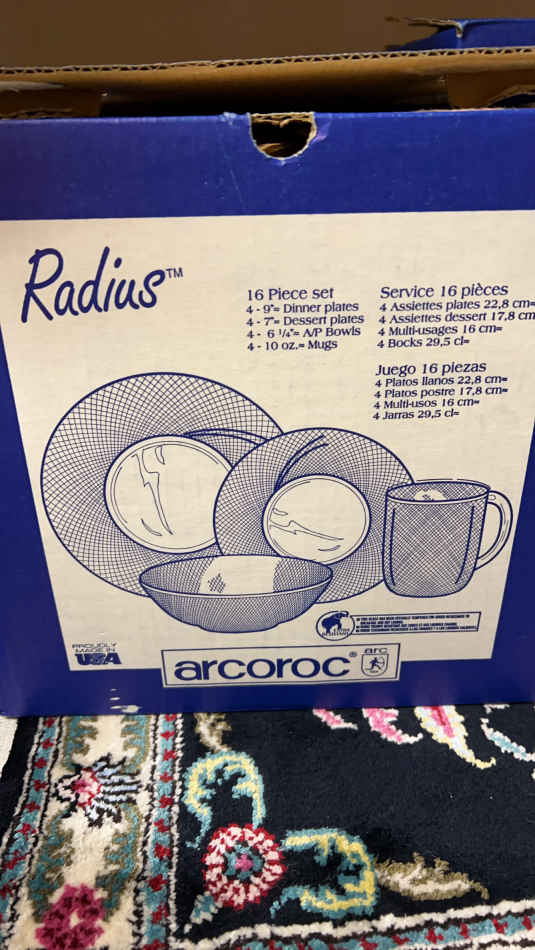 Radius™
16 Piece set
4 - 9"= Dinner plates
4 - 7"= Dessert plates
4 - 6 ¼"= A/P Bowls
4 - 10 oz.= Mugs
Service 16 pièces
4 Assiettes plates 22,8 cm=
4 Assiettes dessert 17,8 cm
4 Multi-usages 16 cm=
4 Bocks 29,5 cl=
Juego 16 piezas
4 Platos llanos 22,8 cm=
4 Platos postre 17,8 cm=
4 Multi-usos 16 cm=
4 Jarras 29,5 cl=
PROUDLY
MADE IN
USA
arcoroc®
arc